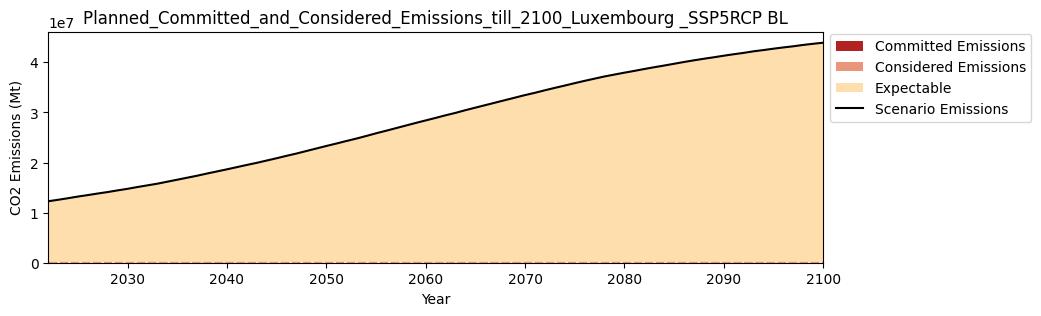 Planned_Committed_and_Considered_Emissions_till_2100_Luxembourg _SSP5RCP BL
1e7
4
3
2
1
0
CO2 Emissions (Mt)
2030 2040 2050 2060 2070 2080 2090 2100
Year
Committed Emissions
Considered Emissions
Expectable
Scenario Emissions